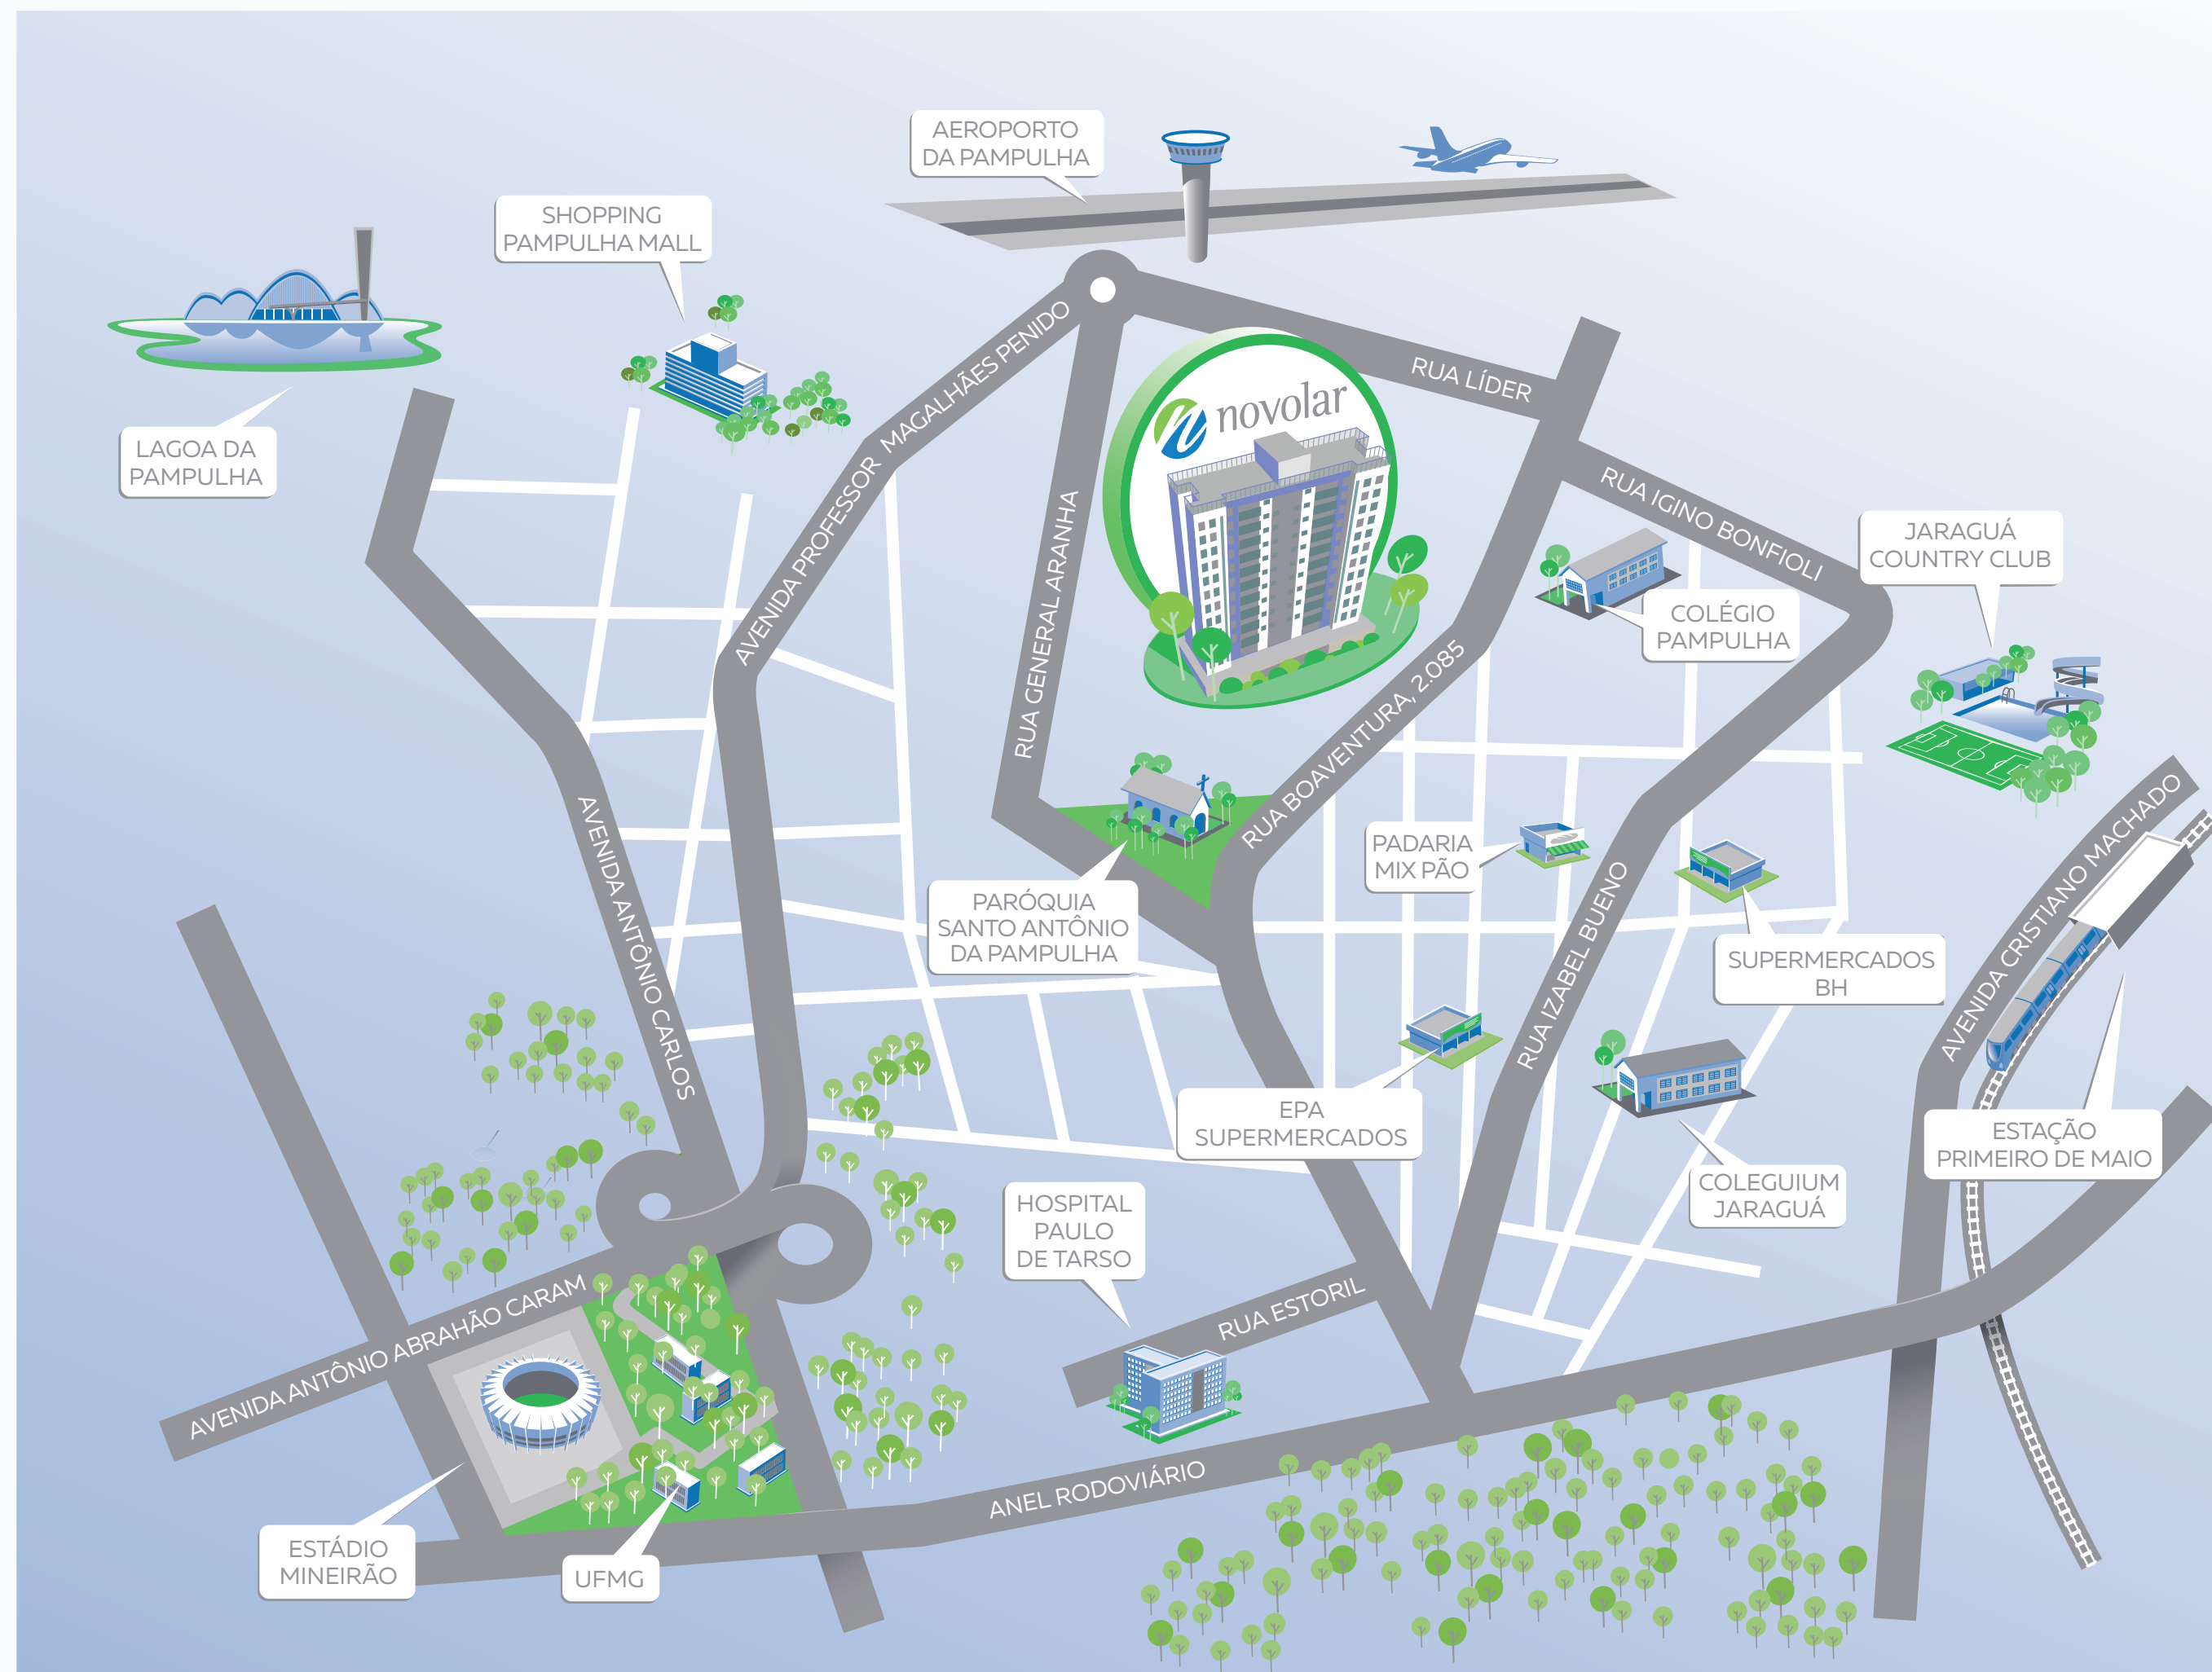 AEROPORTO
DA PAMPULHA
SHOPPING
PAMPULHA MALL
LAGOA DA
PAMPULHA
AVENIDA PROFESSOR MAGALHÃES PENIDO
RUA LÍDER
novolar
RUA GENERAL ARANHA
RUA IGINO BONFIOLI
JARAGUÁ
COUNTRY CLUB
COLÉGIO
PAMPULHA
RUA BOAVENTURA, 2.085
AVENIDA ANTÔNIO CARLOS
PADARIA
MIX PÃO
PARÓQUIA
SANTO ANTÔNIO
DA PAMPULHA
RUA IZABEL BUENO
SUPERMERCADOS
BH
AVENIDA CRISTIANO MACHADO
EPA
SUPERMERCADOS
ESTAÇÃO
PRIMEIRO DE MAIO
COLEGUIUM
JARAGUÁ
HOSPITAL
PAULO
DE TARSO
RUA ESTORIL
AVENIDA ANTÔNIO ABRAHÃO CARAM
ANEL RODOVIÁRIO
ESTÁDIO
MINEIRÃO
UFMG